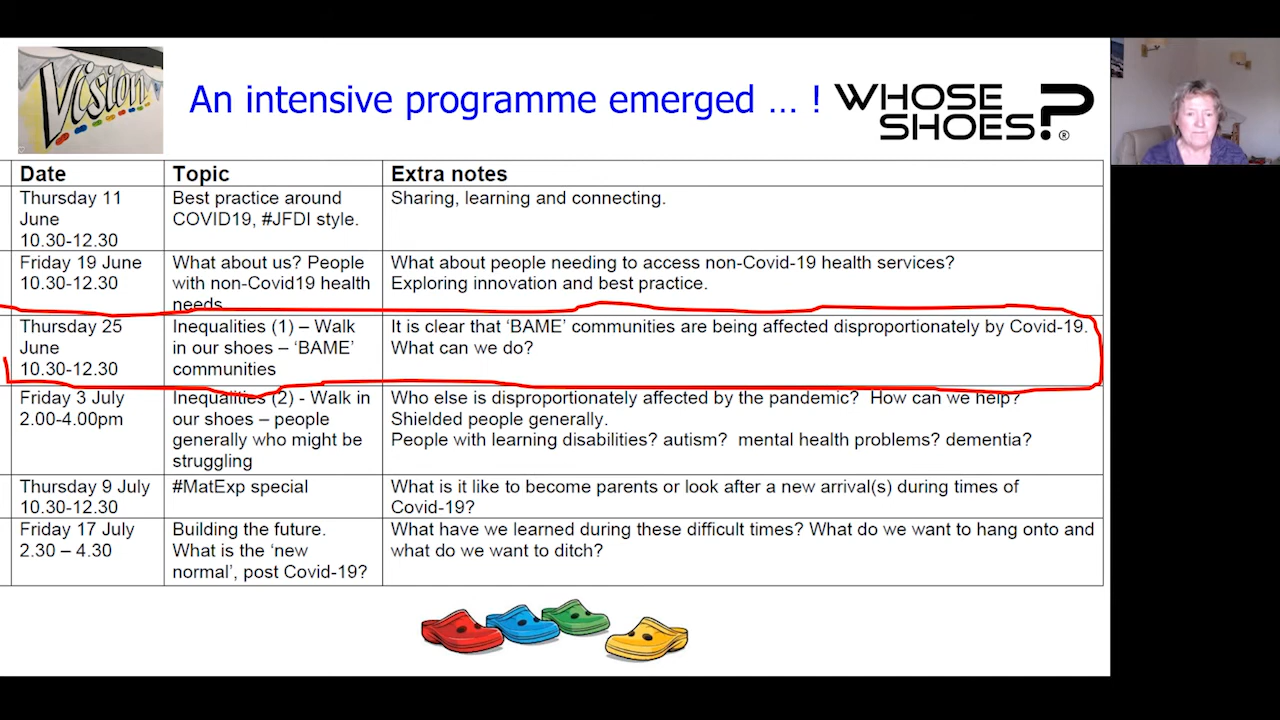 Vision
An intensive programme emerged ... !
WHOSE
SHOES?®
Date
Topic
Extra notes
Thursday 11
June
10.30-12.30
Best practice around
COVID19, #JFDI style.
Sharing, learning and connecting.
Friday 19 June
10.30-12.30
What about us? People
with non-Covid19 health
needs
What about people needing to access non-Covid-19 health services?
Exploring innovation and best practice.
Thursday 25
June
10.30-12.30
Inequalities (1) – Walk
in our shoes – ‘BAME’
communities
It is clear that ‘BAME’ communities are being affected disproportionately by Covid-19.
What can we do?
Friday 3 July
2.00-4.00pm
Inequalities (2) - Walk in
our shoes – people
generally who might be
struggling
Who else is disproportionately affected by the pandemic? How can we help?
Shielded people generally.
People with learning disabilities? autism? mental health problems? dementia?
Thursday 9 July
10.30-12.30
#MatExp special
What is it like to become parents or look after a new arrival(s) during times of
Covid-19?
Friday 17 July
2.30 – 4.30
Building the future.
What is the ‘new
normal’, post Covid-19?
What have we learned during these difficult times? What do we want to hang onto and
what do we want to ditch?